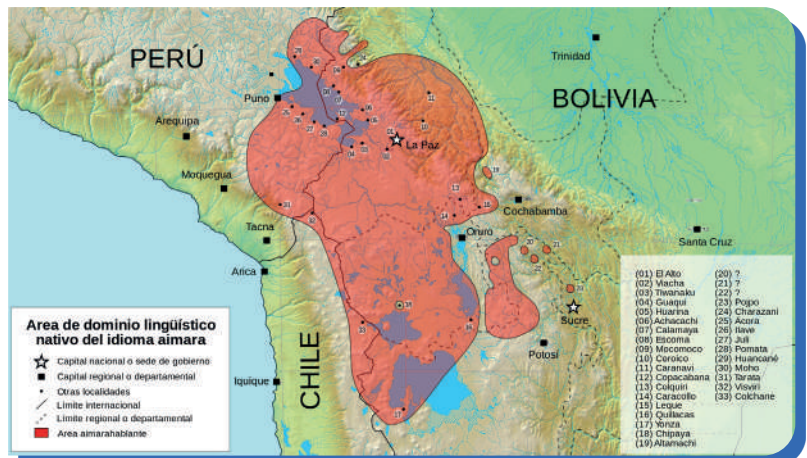 PERÚ
BOLIVIA
CHILE
Trinidad
Puno
Arequipa
La Paz
Moquegua
Cochabamba
Tacna
Oruro
Santa Cruz
Arica
Sucre
Potosí
Iquique
Area de dominio lingüístico
nativo del idioma aimara
Capital nacional o sede de gobierno
Capital regional o departamental
Otras localidades
Límite internacional
Límite regional o departamental
Area aimarahablante
(01) El Alto
(02) Viacha
(03) Tiwanaku
(04) Guaqui
(05) Huarina
(06) Achacachi
(07) Calamaya
(08) Escoma
(09) Mocomoco
(10) Coroico
(11) Caranavi
(12) Copacabana
(13) Colquiri
(14) Caracollo
(15) Leque
(16) Quillacas
(17) Yonza
(18) Chipaya
(19) Altamachi
(20) ?
(21) ?
(22) ?
(23) Pojpo
(24) Charazani
(25) Ácora
(26) Ilave
(27) Juli
(28) Pomata
(29) Huancané
(30) Moho
(31) Tarata
(32) Visviri
(33) Colchane